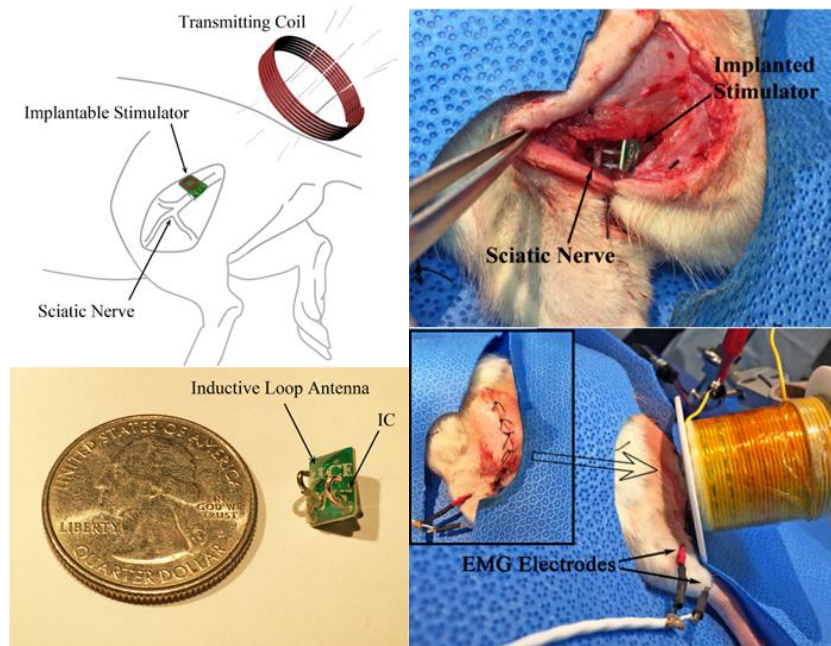 Transmitting Coil
Implantable Stimulator
Sciatic Nerve
Implanted
Stimulator
Sciatic Nerve
Inductive Loop Antenna
IC
UNITED STATES OF AMERICA
LIBERTY
IN
GOD WE
TRUST
QUARTER DOLLAR
EMG Electrodes